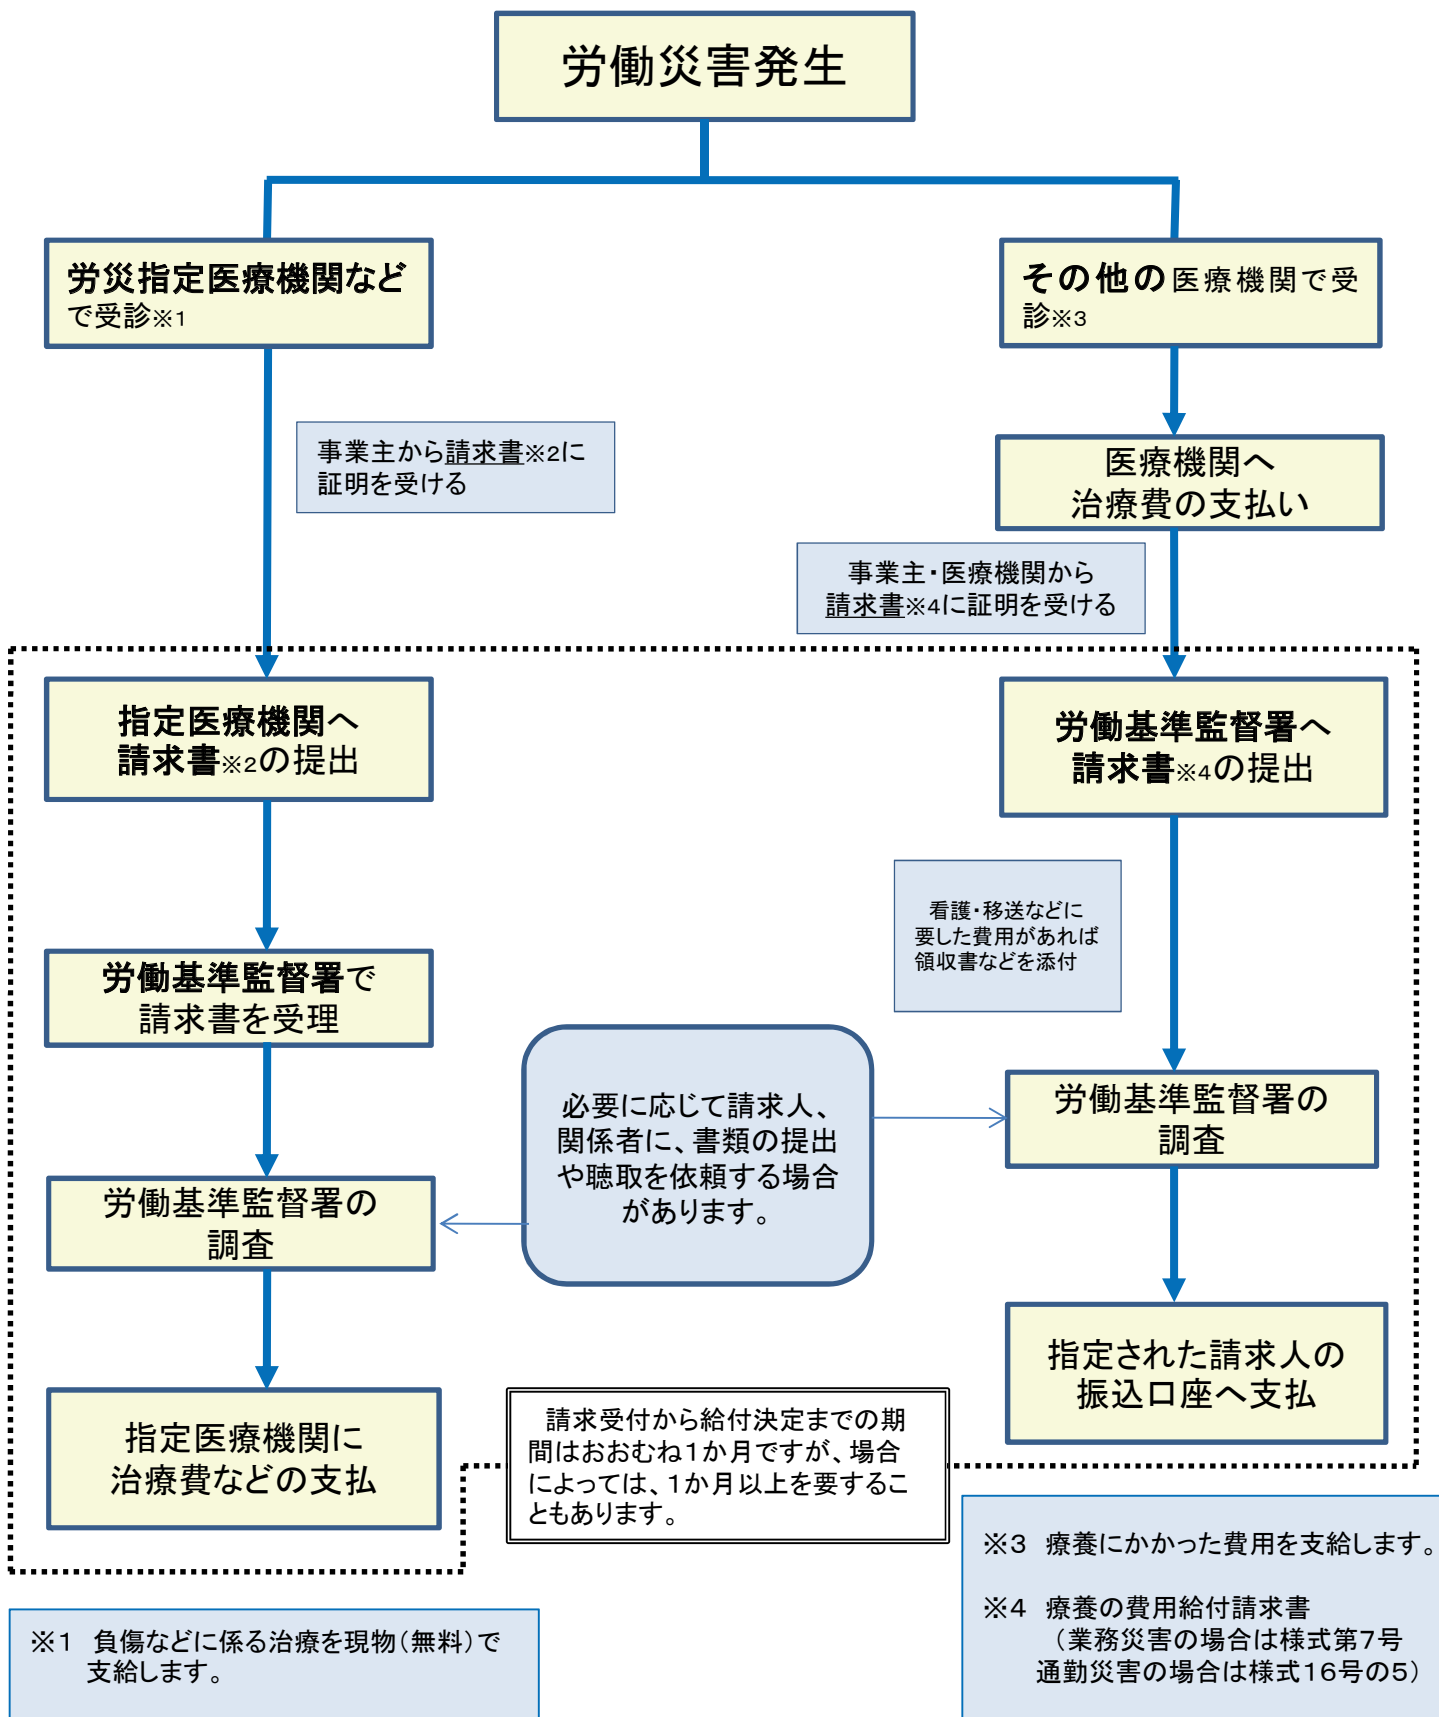 労働災害発生
労災指定医療機関など
で受診※1
その他の医療機関で受
診※3
事業主から請求書※2に
証明を受ける
医療機関へ
治療費の支払い
事業主・医療機関から
請求書※4に証明を受ける
指定医療機関へ
請求書※2の提出
労働基準監督署へ
請求書※4の提出
看護・移送などに
要した費用があれば
領収書などを添付
労働基準監督署で
請求書を受理
必要に応じて請求人、
関係者に、書類の提出
や聴取を依頼する場合
があります。
労働基準監督署の
調査
労働基準監督署の
調査
指定された請求人の
振込口座へ支払
指定医療機関に
治療費などの支払
請求受付から給付決定までの期
間はおおむね1か月ですが、場合
によっては、1か月以上を要するこ
ともあります。
※1 負傷などに係る治療を現物(無料)で
支給します。
※3 療養にかかった費用を支給します。
※4 療養の費用給付請求書
(業務災害の場合は様式第7号
通勤災害の場合は様式16号の5)